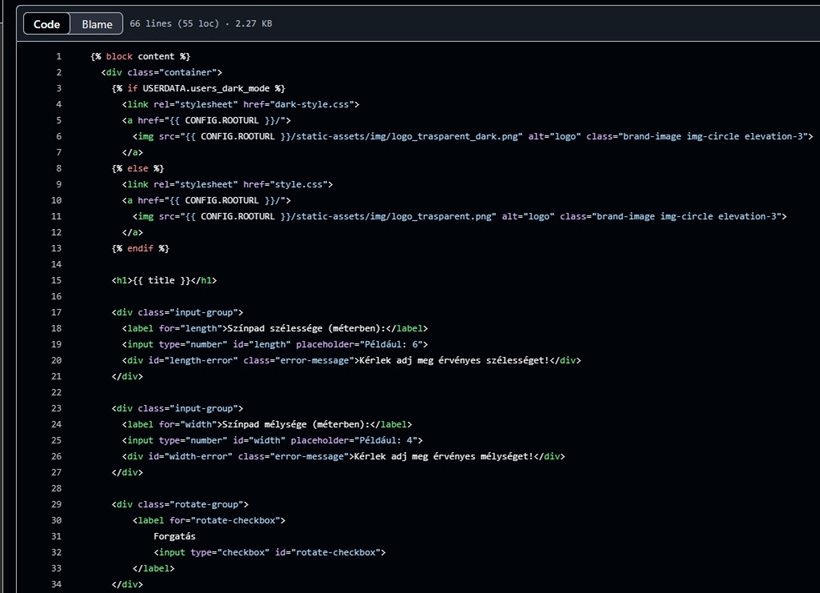 Code Blame 66 lines (55 loc) · 2.27 KB
1 {% block content %}
2 <div class="container">
3 {% if USERDATA.users_dark_mode %}
4 <link rel="stylesheet" href="dark-style.css">
5 <a href="{{ CONFIG.ROOTURL }}/">
6 <img src="{{ CONFIG.ROOTURL }}/static-assets/img/logo_trasparent_dark.png" alt="logo" class="brand-image img-circle elevation-3">
7 </a>
8 {% else %}
9 <link rel="stylesheet" href="style.css">
10 <a href="{{ CONFIG.ROOTURL }}/">
11 <img src="{{ CONFIG.ROOTURL }}/static-assets/img/logo_trasparent.png" alt="logo" class="brand-image img-circle elevation-3">
12 </a>
13 {% endif %}
14
15 <h1>{{ title }}</h1>
16
17 <div class="input-group">
18 <label for="length">Színpad szélessége (méterben):</label>
19 <input type="number" id="length" placeholder="Például: 6">
20 <div id="length-error" class="error-message">Kérlek adj meg érvényes szélességet!</div>
21 </div>
22
23 <div class="input-group">
24 <label for="width">Színpad mélysége (méterben):</label>
25 <input type="number" id="width" placeholder="Például: 4">
26 <div id="width-error" class="error-message">Kérlek adj meg érvényes mélységet!</div>
27 </div>
28
29 <div class="rotate-group">
30 <label for="rotate-checkbox">
31 Forgatás
32 <input type="checkbox" id="rotate-checkbox">
33 </label>
34 </div>